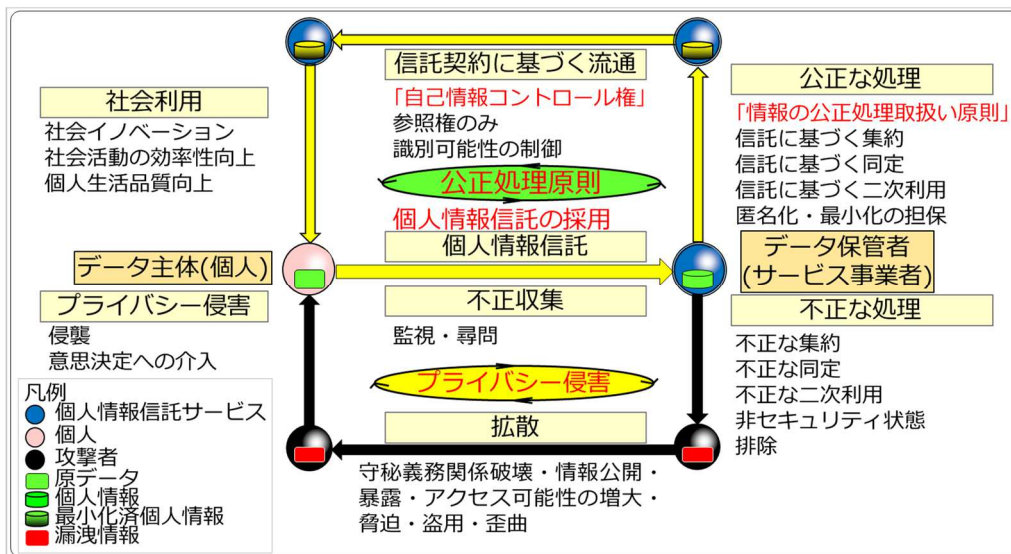 信託契約に基づく流通
「自己情報コントロール権」
参照権のみ
識別可能性の制御
社会利用
社会イノベーション
社会活動の効率性向上
個人生活品質向上
公正な処理
「情報の公正処理取扱い原則」
信託に基づく集約
信託に基づく同定
信託に基づく二次利用
匿名化・最小化の担保
公正処理原則
個人情報信託の採用
個人情報信託
データ主体(個人)
データ保管者
(サービス事業者)
プライバシー侵害
侵襲
意思決定への介入
不正収集
監視・尋問
不正な処理
不正な集約
不正な同定
不正な二次利用
非セキュリティ状態
排除
プライバシー侵害
拡散
守秘義務関係破壊・情報公開・
暴露・アクセス可能性の増大・
脅迫・盗用・歪曲
凡例
個人情報信託サービス
個人
攻撃者
原データ
個人情報
最小化済個人情報
漏洩情報